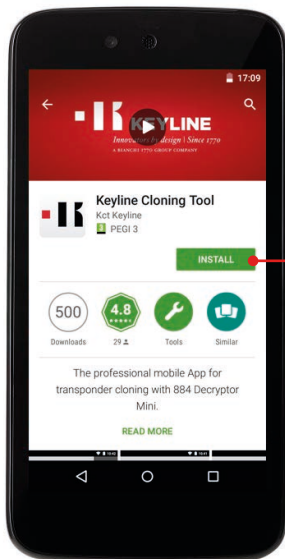 17:09
KEYLINE
Innovators by design | Since 1770
A BIANCHI 1770 GROUP COMPANY
Keyline Cloning Tool
Kct Keyline
3 PEGI 3
INSTALL
500
4.8
Downloads
29
Tools
Similar
The professional mobile App for
transponder cloning with 884 Decryptor
Mini.
READ MORE